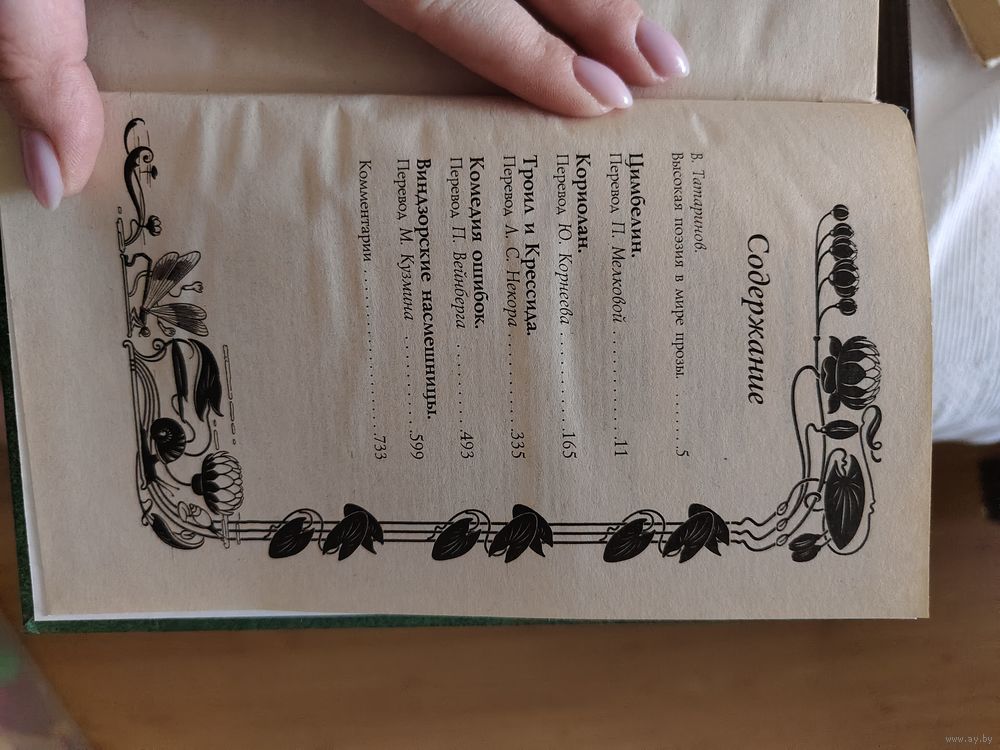 Содержание
В. Татаринов.
Высокая поэзия в мире прозы. . . . . . . 5
Цимбелин.
Перевод П. Мелковой . . . . . . . . . . .11
Кориолан.
Перевод Ю. Корнеева . . . . . . . . . . .165
Троил и Крессида.
Перевод Л. С. Некора . . . . . . . . . . .335
Комедия ошибок.
Перевод П. Вейнберга . . . . . . . . . .493
Виндзорские насмешницы.
Перевод М. Кузмина . . . . . . . . . . .599
Комментарии . . . . . . . . . . . . . . . . . .733
www.ay.by